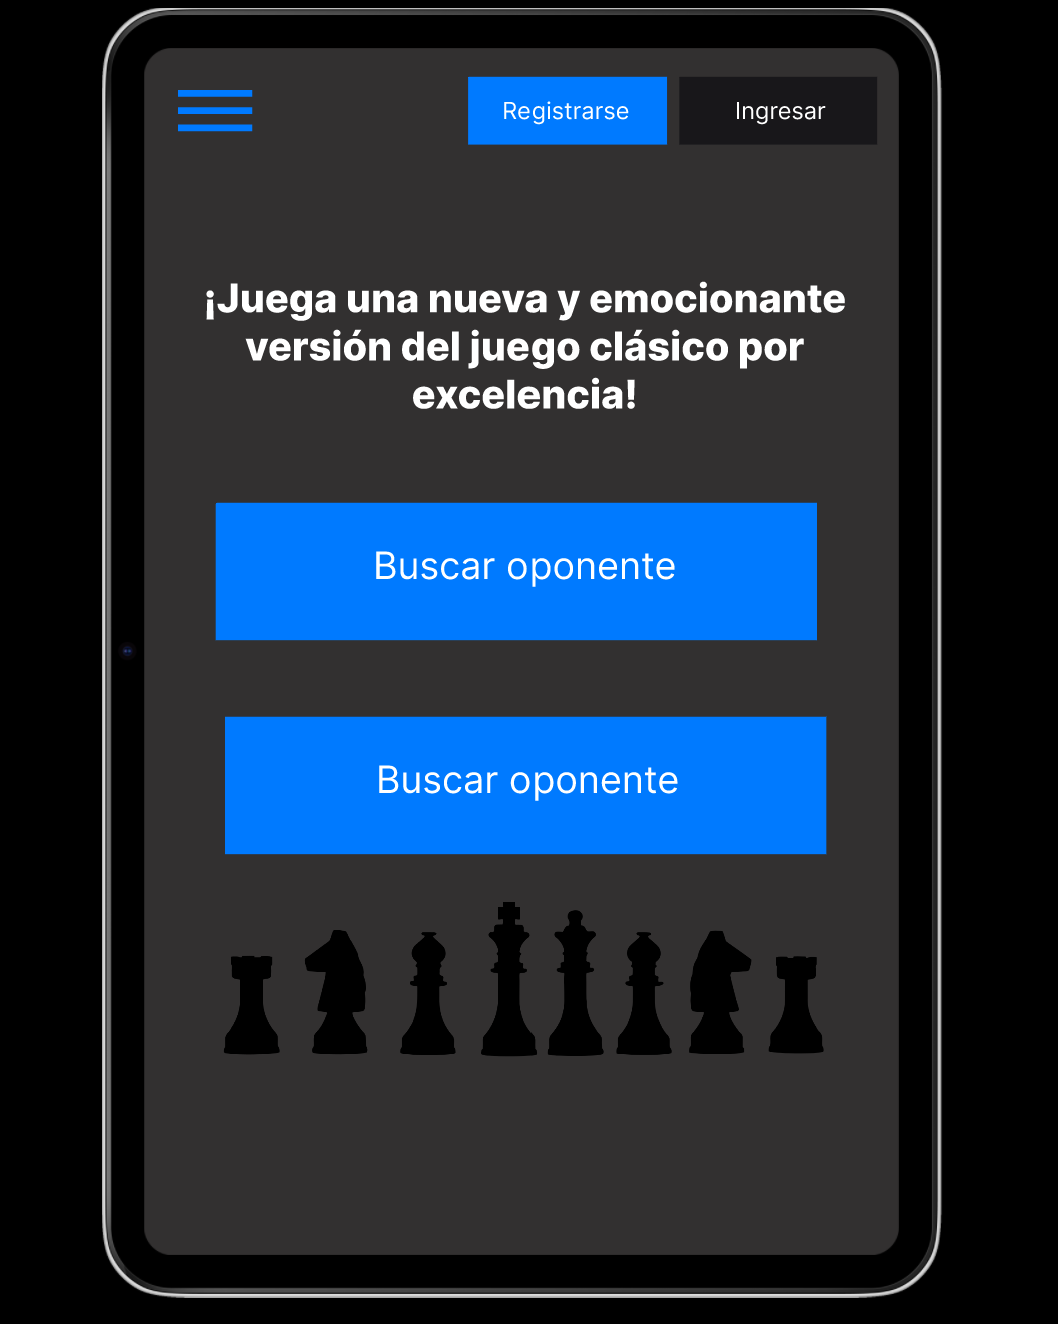 Registrarse
Ingresar
¡Juega una nueva y emocionante
versión del juego clásico por
excelencia!
Buscar oponente
Buscar oponente